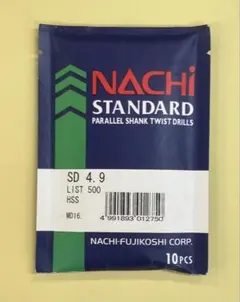 NACHi
STANDARD
PARALLEL SHANK TWIST DRILLS
SD 4.9
LIST 500
HSS
MD16
4 991893 012750
NACHI-FUJIKOSHI CORP.
10PCS